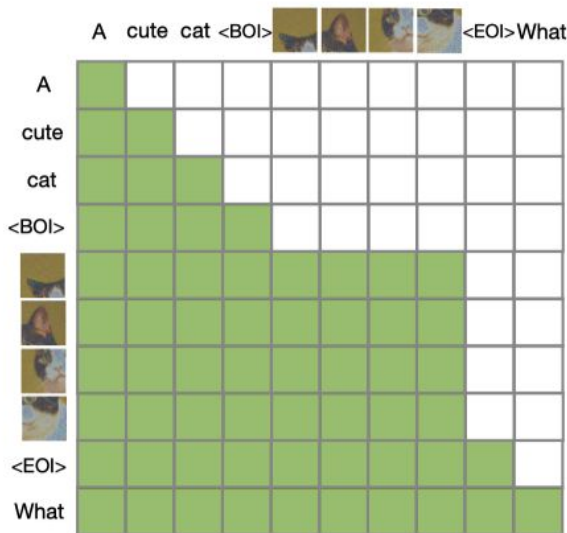 A cute cat <BOI> <EOI> What
A
cute
cat
<BOI>
<EOI>
What